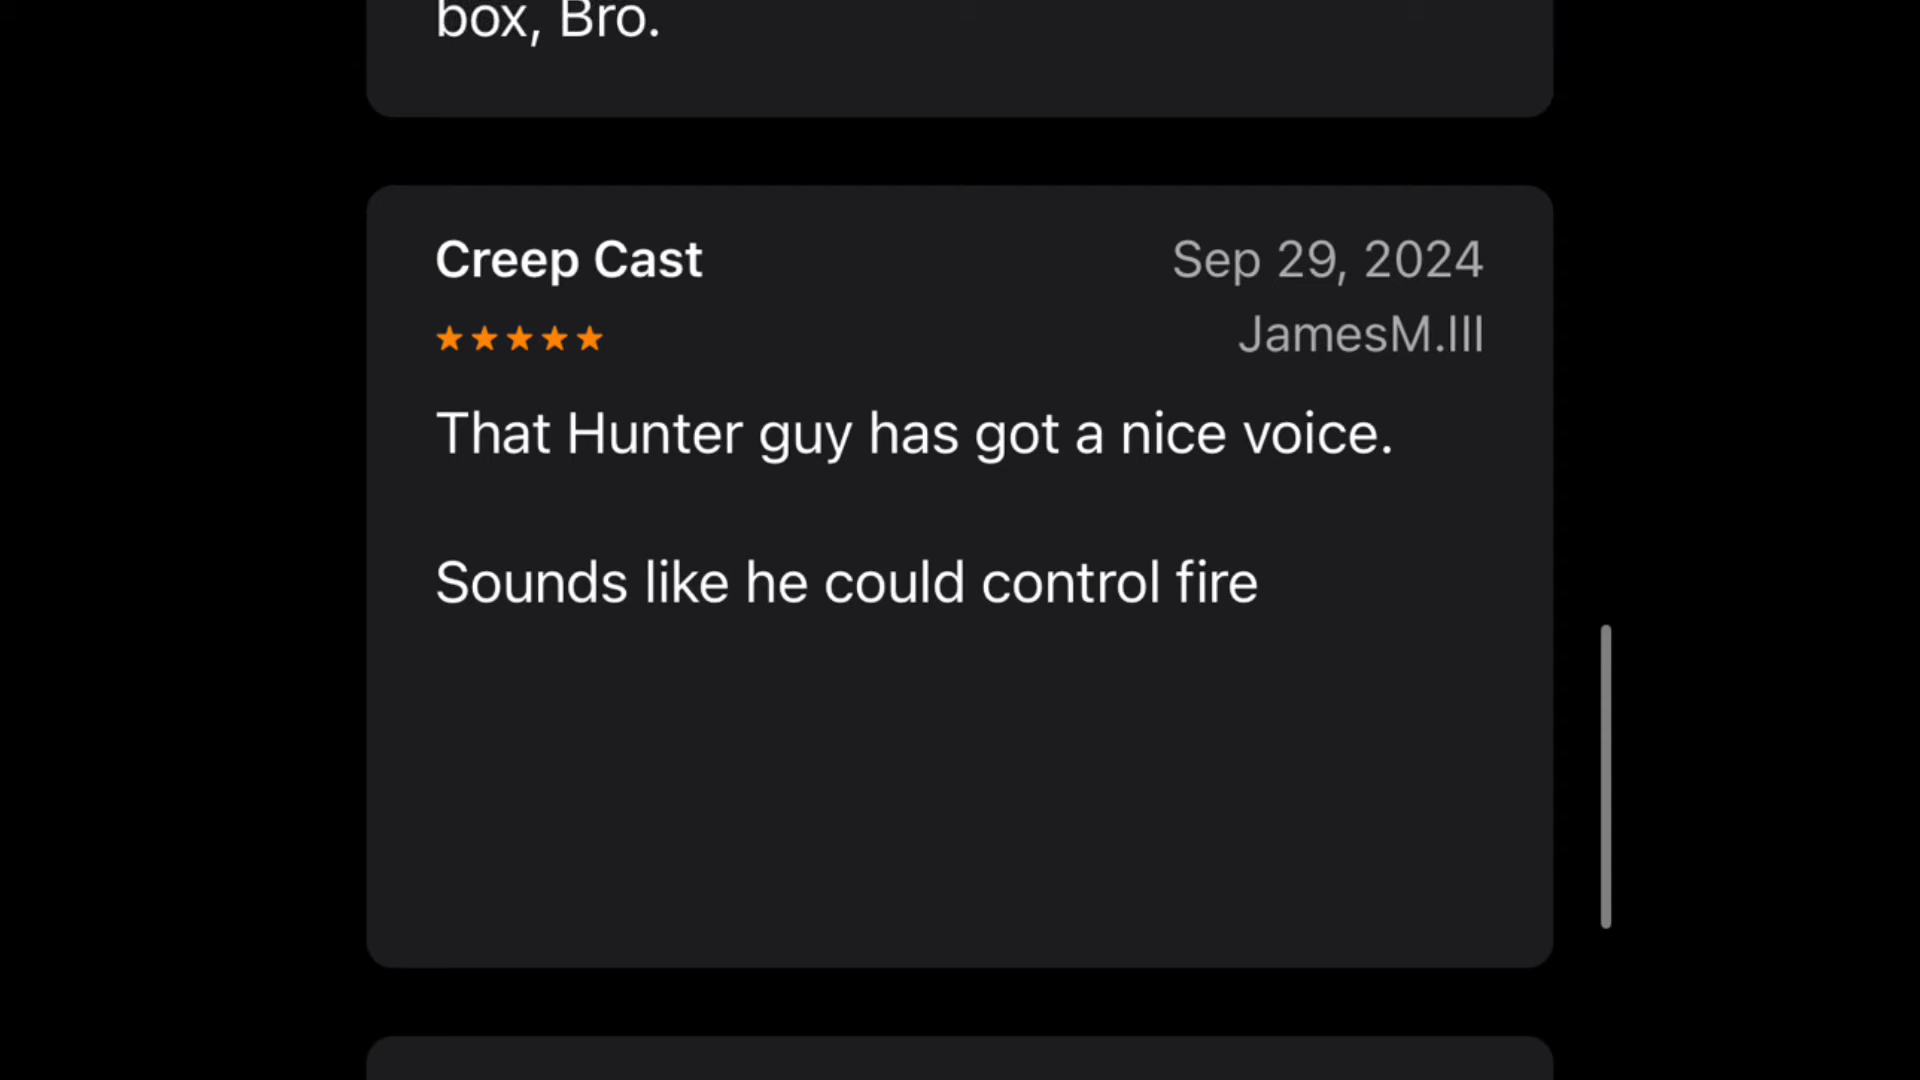 box, Bro.
Creep Cast
Sep 29, 2024
★★★★★
JamesM.III
That Hunter guy has got a nice voice.
Sounds like he could control fire